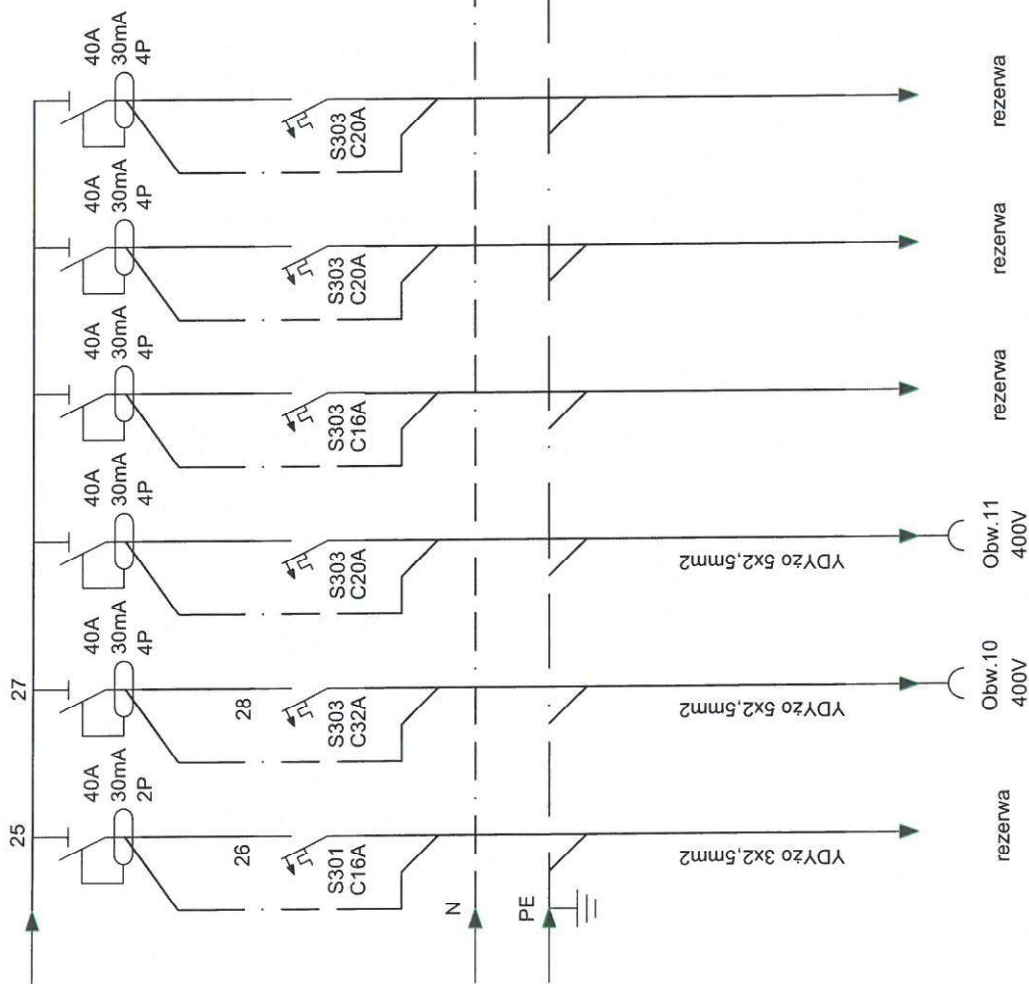 25
27
40A
30mA
2P
40A
30mA
4P
40A
30mA
4P
40A
30mA
4P
40A
30mA
4P
40A
30mA
4P
26
28
S301
C16A
S303
C32A
S303
C20A
S303
C16A
S303
C20A
S303
C20A
N
PE
YDYżo 3x2,5mm2
YDYżo 5x2,5mm2
YDYżo 5x2,5mm2
rezerwa
Obw.10
400V
Obw.11
400V
rezerwa
rezerwa
rezerwa